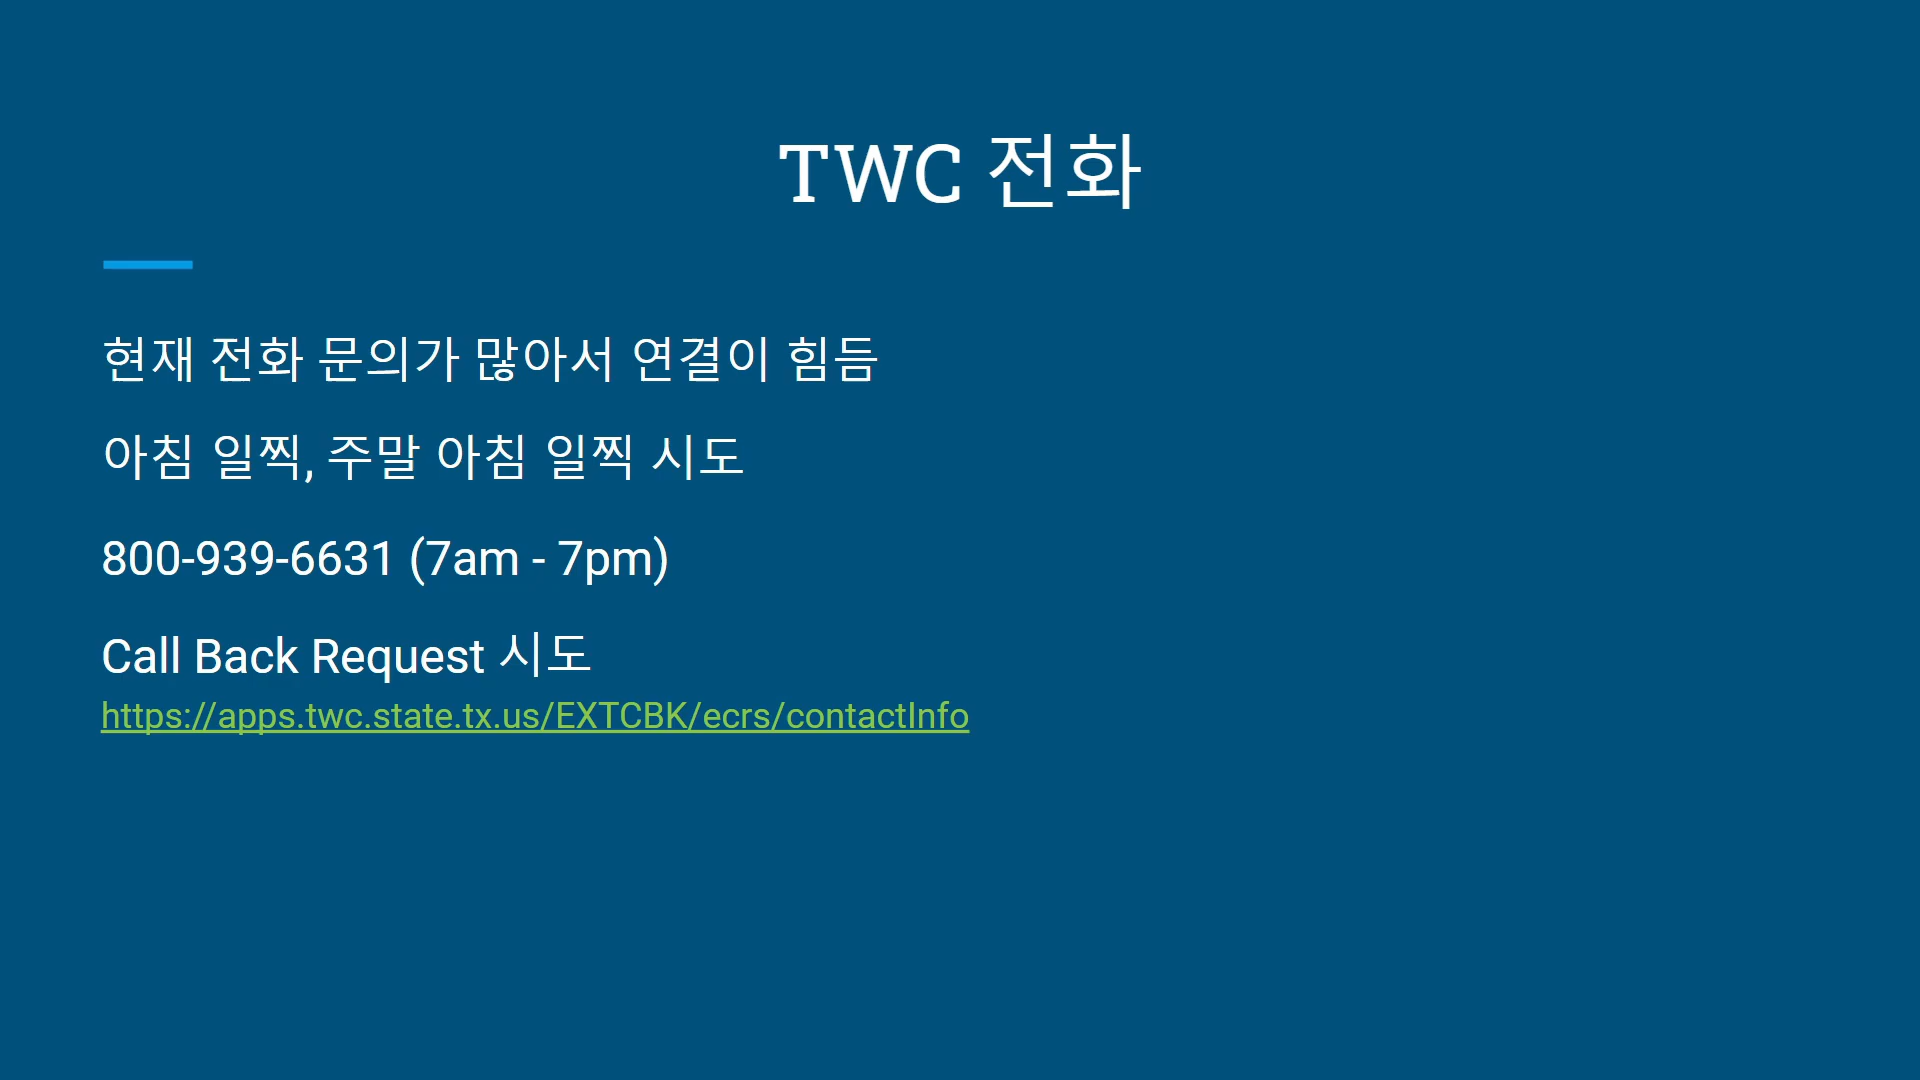 TWC 전화
현재 전화 문의가 많아서 연결이 힘듬
아침 일찍, 주말 아침 일찍 시도
800-939-6631 (7am - 7pm)
Call Back Request 시도
https://apps.twc.state.tx.us/EXTCBK/ecrs/contactInfo